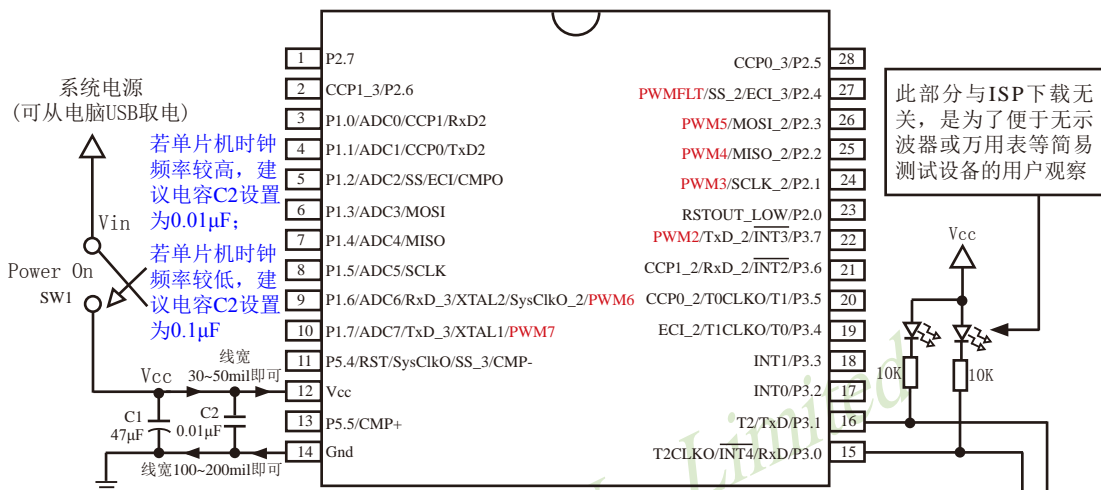 系统电源
(可从电脑USB取电)
若单片机时钟
频率较高，建
议电容C2设置
为0.01μF；
若单片机时钟
频率较低，建
议电容C2设置
为0.1μF
Vin
Power On
SW1
Vcc
线宽
30~50mil即可
C1
47μF
C2
0.01μF
线宽100~200mil即可
1 P2.7
2 CCP1_3/P2.6
3 P1.0/ADC0/CCP1/RxD2
4 P1.1/ADC1/CCP0/TxD2
5 P1.2/ADC2/SS/ECI/CMPO
6 P1.3/ADC3/MOSI
7 P1.4/ADC4/MISO
8 P1.5/ADC5/SCLK
9 P1.6/ADC6/RxD_3/XTAL2/SysClkO_2/PWM6
10 P1.7/ADC7/TxD_3/XTAL1/PWM7
11 P5.4/RST/SysClkO/SS_3/CMP-
12 Vcc
13 P5.5/CMP+
14 Gnd
CCP0_3/P2.5 28
PWMFLT/SS_2/ECI_3/P2.4 27
PWM5/MOSI_2/P2.3 26
PWM4/MISO_2/P2.2 25
PWM3/SCLK_2/P2.1 24
RSTOUT_LOW/P2.0 23
PWM2/TxD_2/INT3/P3.7 22
CCP1_2/RxD_2/INT2/P3.6 21
CCP0_2/T0CLKO/T1/P3.5 20
ECI_2/T1CLKO/T0/P3.4 19
INT1/P3.3 18
INT0/P3.2 17
T2/TxD/P3.1 16
T2CLKO/INT4/RxD/P3.0 15
此部分与ISP下载无
关，是为了便于无示
波器或万用表等简易
测试设备的用户观察
Vcc
10K
10K
Limited